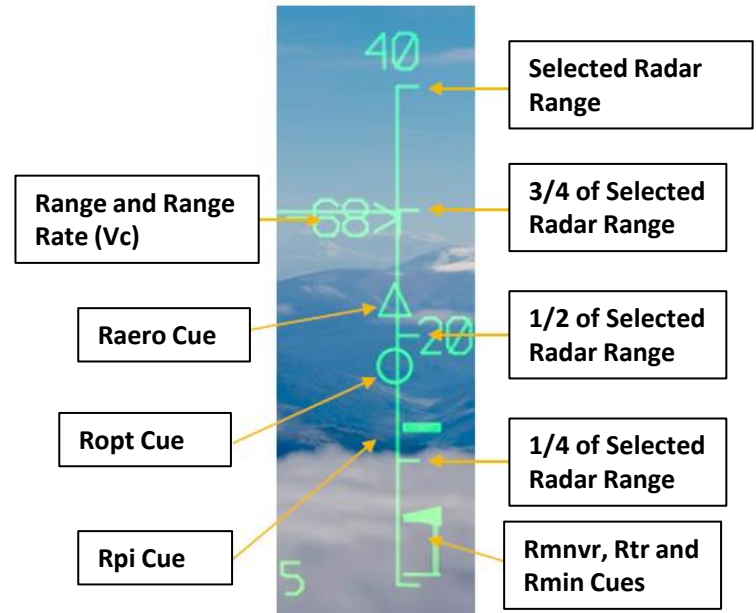 40
Selected Radar
Range
Range and Range
Rate (Vc)
68>
3/4 of Selected
Radar Range
Raero Cue
20
1/2 of Selected
Radar Range
Ropt Cue
1/4 of Selected
Radar Range
Rpi Cue
5
Rmnvr, Rtr and
Rmin Cues